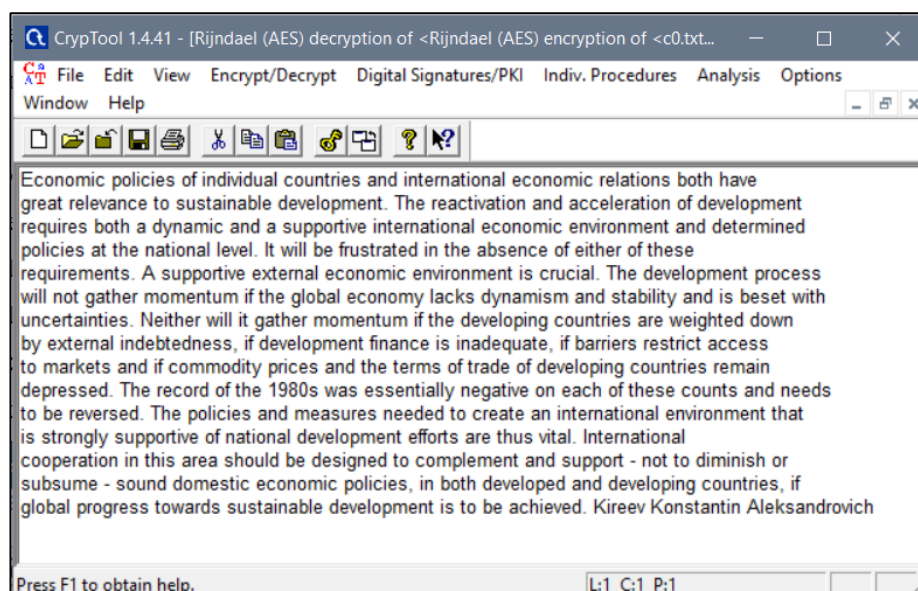 CrypTool 1.4.41 - [Rijndael (AES) decryption of <Rijndael (AES) encryption of <c0.txt...
File Edit View Encrypt/Decrypt Digital Signatures/PKI Indiv. Procedures Analysis Options
Window Help
Economic policies of individual countries and international economic relations both have
great relevance to sustainable development. The reactivation and acceleration of development
requires both a dynamic and a supportive international economic environment and determined
policies at the national level. It will be frustrated in the absence of either of these
requirements. A supportive external economic environment is crucial. The development process
will not gather momentum if the global economy lacks dynamism and stability and is beset with
uncertainties. Neither will it gather momentum if the developing countries are weighted down
by external indebtedness, if development finance is inadequate, if barriers restrict access
to markets and if commodity prices and the terms of trade of developing countries remain
depressed. The record of the 1980s was essentially negative on each of these counts and needs
to be reversed. The policies and measures needed to create an international environment that
is strongly supportive of national development efforts are thus vital. International
cooperation in this area should be designed to complement and support - not to diminish or
subsume - sound domestic economic policies, in both developed and developing countries, if
global progress towards sustainable development is to be achieved. Kireev Konstantin Aleksandrovich
Press F1 to obtain help. L:1 C:1 P:1